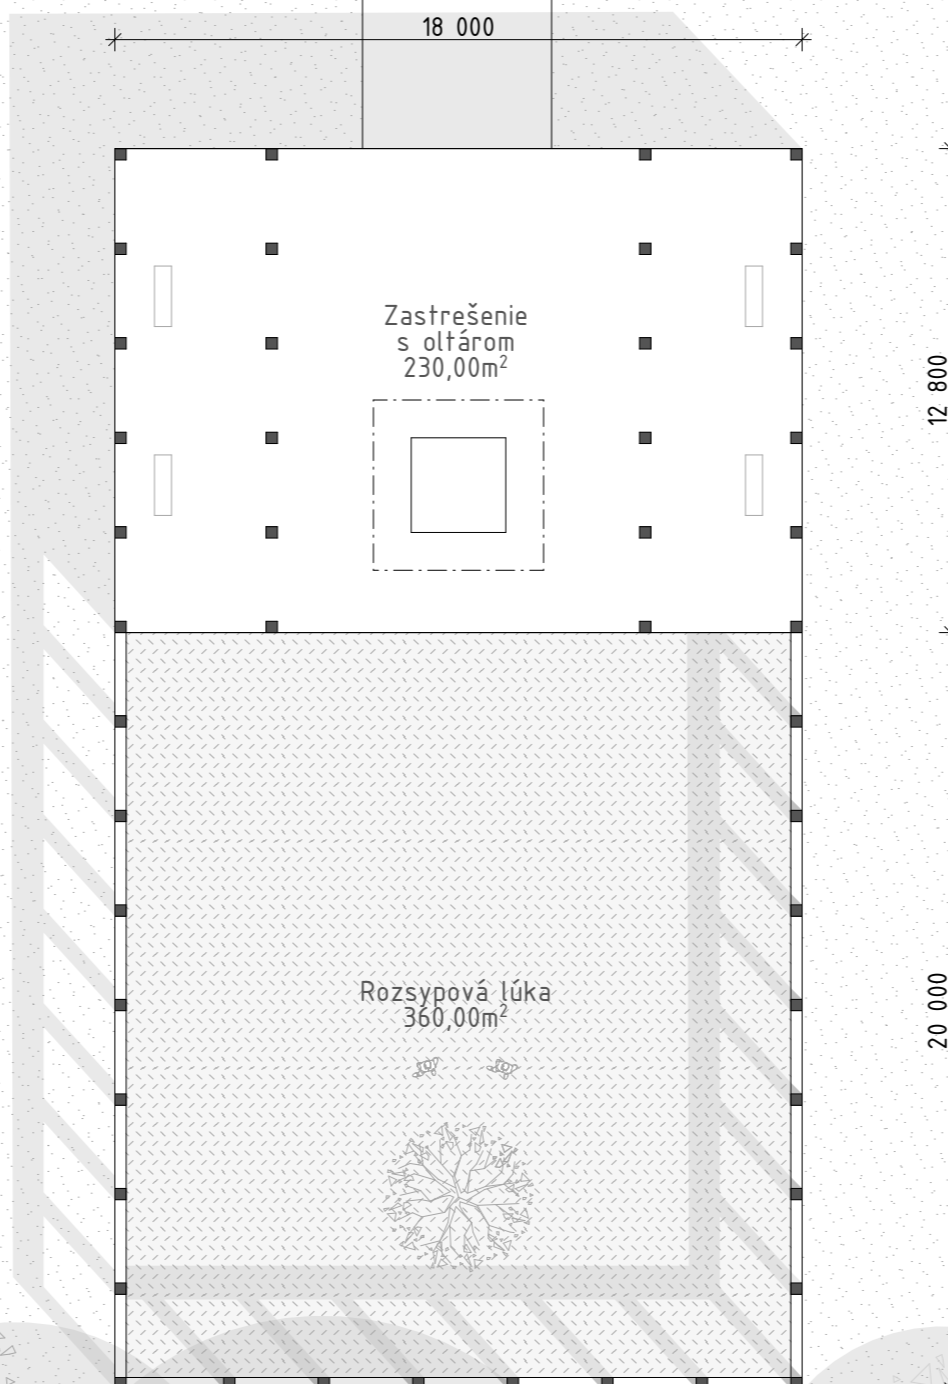 18 000
Zastrešenie
s oltárom
230,00m²
12 800
Rozsypová lúka
360,00m²
20 000